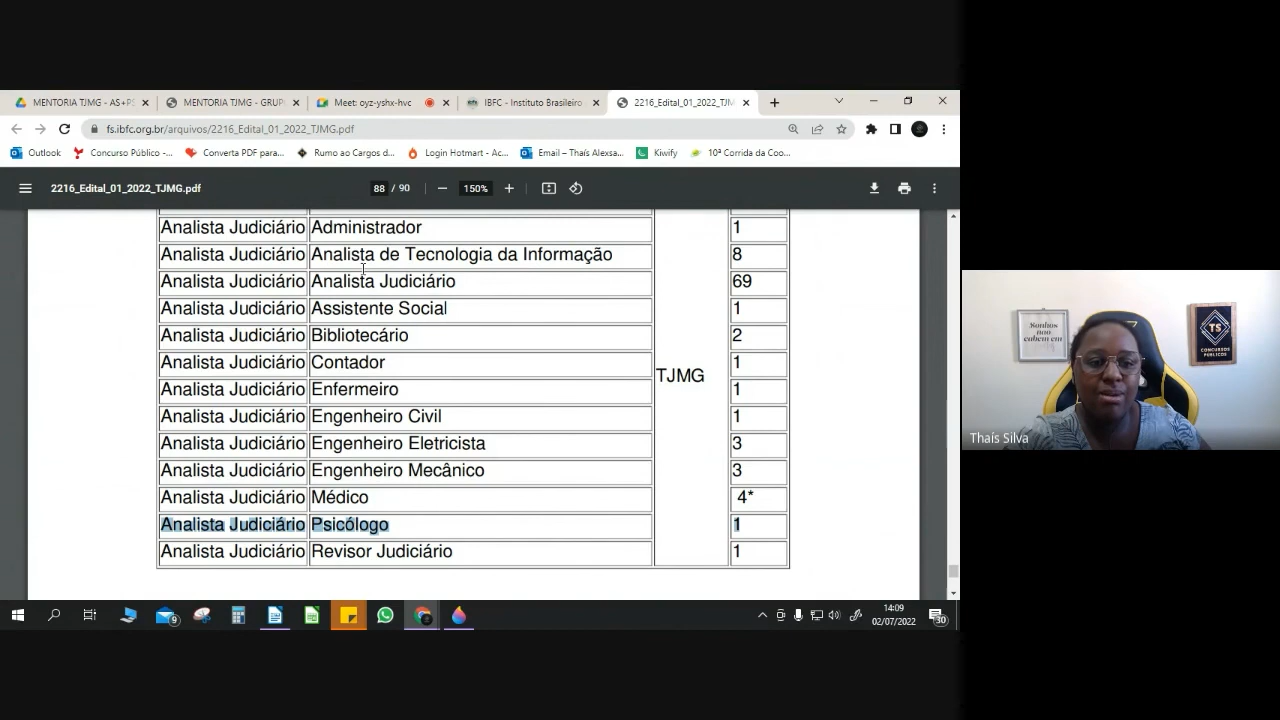 MENTORIA TJMG - AS+PS
MENTORIA TJMG - GRUP
Meet: oyz-yshx-hvc
IBFC - Instituto Brasileiro
2216_Edital_01_2022_TJM
fs.ibfc.org.br/arquivos/2216_Edital_01_2022_TJMG.pdf
Outlook
Concurso Público -...
Converta PDF para...
Rumo ao Cargos d...
Login Hotmart - Ac...
Email – Thaís Alexsa...
Kiwify
10ª Corrida da Coo...
2216_Edital_01_2022_TJMG.pdf
88 / 90
150%
Analista Judiciário Administrador 1
Analista Judiciário Analista de Tecnologia da Informação 8
Analista Judiciário Analista Judiciário 69
Analista Judiciário Assistente Social 1
Analista Judiciário Bibliotecário 2
Analista Judiciário Contador 1
TJMG
Analista Judiciário Enfermeiro 1
Analista Judiciário Engenheiro Civil 1
Analista Judiciário Engenheiro Eletricista 3
Analista Judiciário Engenheiro Mecânico 3
Analista Judiciário Médico 4*
Analista Judiciário Psicólogo 1
Analista Judiciário Revisor Judiciário 1
Sonhos
não
cabem em
TS
CONCURSOS
PÚBLICOS
Thaís Silva
9
14:09
02/07/2022
30